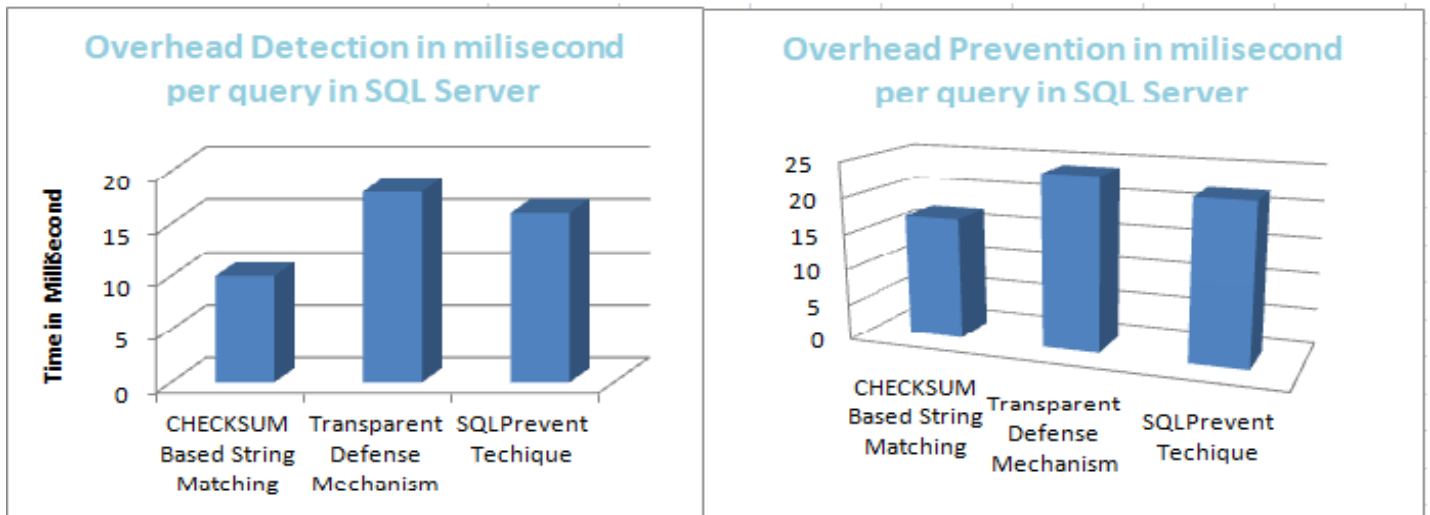 Overhead Detection in milisecond
per query in SQL Server
Time in Millisecond
20
15
10
5
0
CHECKSUM
Based String
Matching
Transparent
Defense
Mechanism
SQLPrevent
Techique
Overhead Prevention in milisecond
per query in SQL Server
25
20
15
10
5
0
CHECKSUM
Based String
Matching
Transparent
Defense
Mechanism
SQLPrevent
Techique